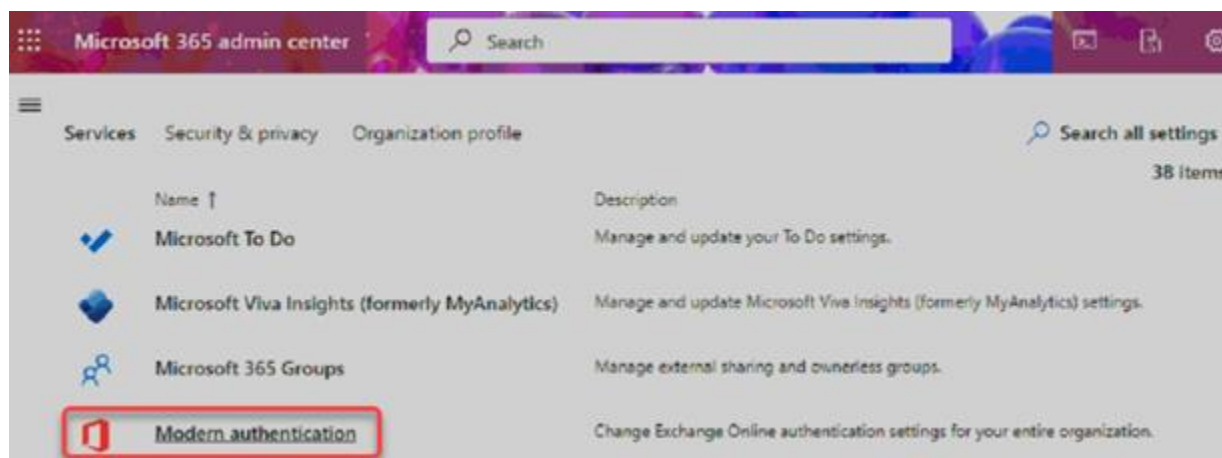 Microsoft 365 admin center Search
Services Security & privacy Organization profile Search all settings
38 items
Name ↑ Description
Microsoft To Do Manage and update your To Do settings.
Microsoft Viva Insights (formerly MyAnalytics) Manage and update Microsoft Viva Insights (formerly MyAnalytics) settings.
Microsoft 365 Groups Manage external sharing and ownerless groups.
Modern authentication Change Exchange Online authentication settings for your entire organization.